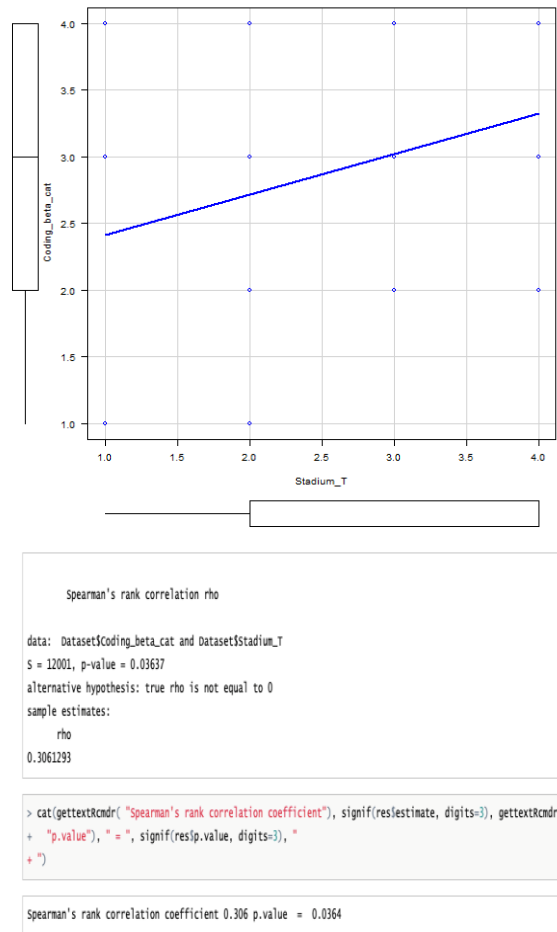 4.0
3.5
3.0
2.5
2.0
1.5
1.0
Coding_beta_cat
1.0 1.5 2.0 2.5 3.0 3.5 4.0
Stadium_T
Spearman's rank correlation rho
data: Dataset$Coding_beta_cat and Dataset$Stadium_T
S = 12001, p-value = 0.03637
alternative hypothesis: true rho is not equal to 0
sample estimates:
rho
0.3061293
> cat(gettextRcmdr( "Spearman's rank correlation coefficient"), signif(res$estimate, digits=3), gettextRcmdr
+ "p.value"), " = ", signif(res$p.value, digits=3), "
+ ")
Spearman's rank correlation coefficient 0.306 p.value = 0.0364